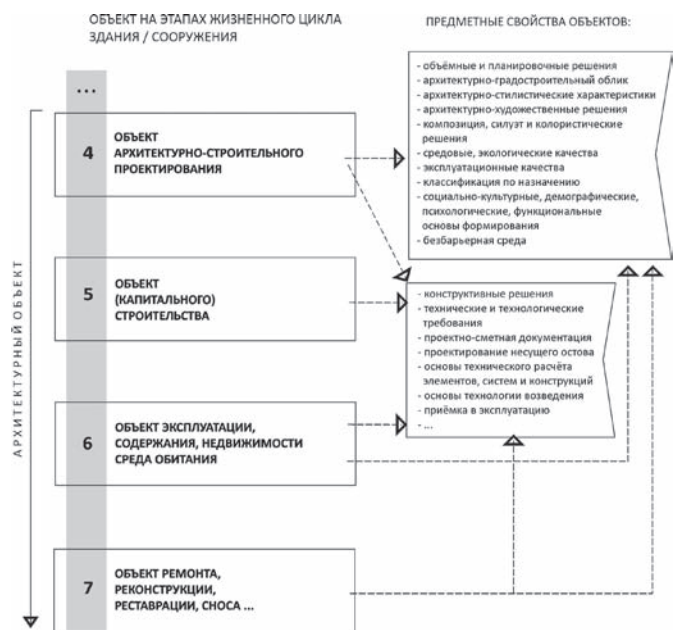 ОБЪЕКТ НА ЭТАПАХ ЖИЗНЕННОГО ЦИКЛА
ЗДАНИЯ / СООРУЖЕНИЯ
ПРЕДМЕТНЫЕ СВОЙСТВА ОБЪЕКТОВ:
АРХИТЕКТУРНЫЙ ОБЪЕКТ
...
4
ОБЪЕКТ
АРХИТЕКТУРНО-СТРОИТЕЛЬНОГО
ПРОЕКТИРОВАНИЯ
5
ОБЪЕКТ
(КАПИТАЛЬНОГО)
СТРОИТЕЛЬСТВА
6
ОБЪЕКТ ЭКСПЛУАТАЦИИ,
СОДЕРЖАНИЯ, НЕДВИЖИМОСТИ
СРЕДА ОБИТАНИЯ
7
ОБЪЕКТ РЕМОНТА,
РЕКОНСТРУКЦИИ,
РЕСТАВРАЦИИ, СНОСА ...
- объёмные и планировочные решения
- архитектурно-градостроительный облик
- архитектурно-стилистические характеристики
- архитектурно-художественные решения
- композиция, силуэт и колористические
решения
- средовые, экологические качества
- эксплуатационные качества
- классификация по назначению
- социально-культурные, демографические,
психологические, функциональные
основы формирования
- безбарьерная среда
- конструктивные решения
- технические и технологические
требования
- проектно-сметная документация
- проектирование несущего остова
- основы технического расчёта
элементов, систем и конструкций
- основы технологии возведения
- приёмка в эксплуатацию
- ...